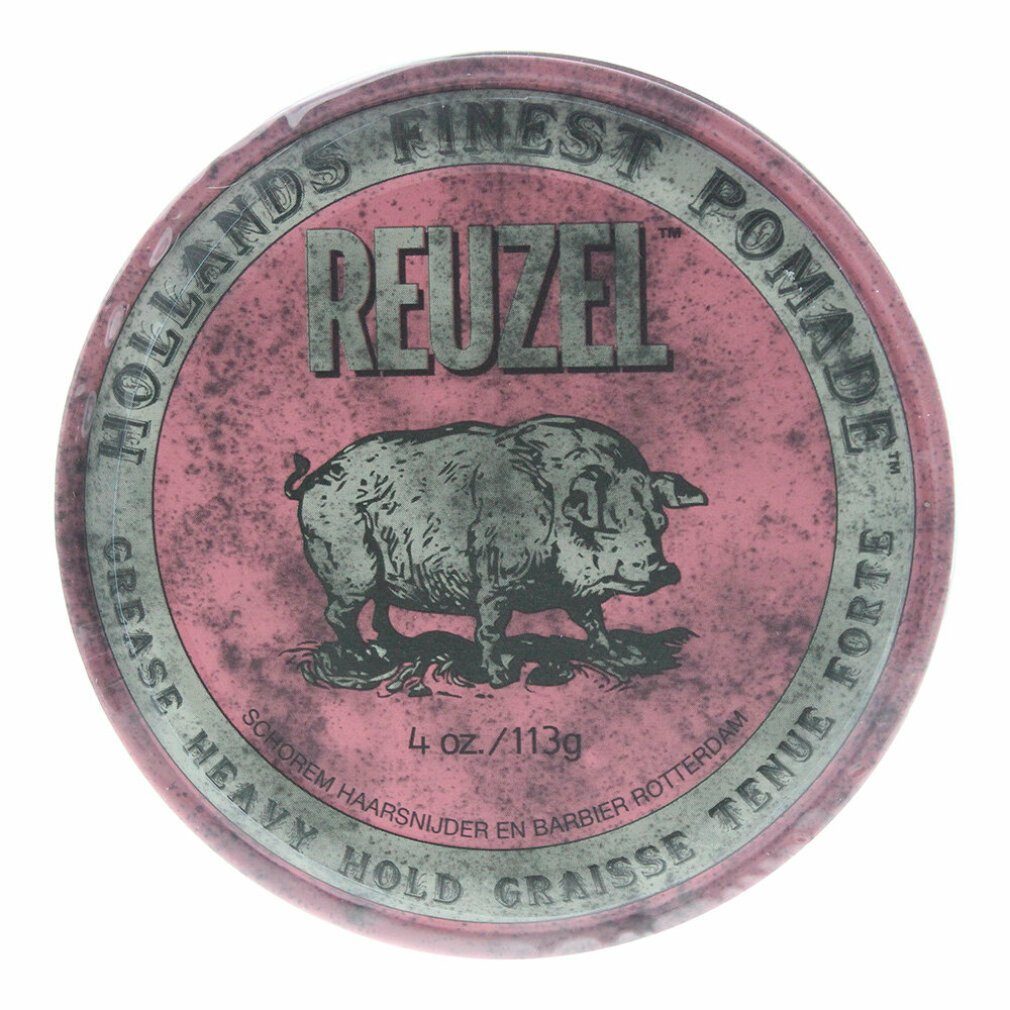 HOLLANDS FINEST POMADE™
REUZEL™
4 oz./113g
SCHOREM HAARSNIJDER EN BARBIER ROTTERDAM
GREASE HEAVY HOLD GRAISSE TENUE FORTE